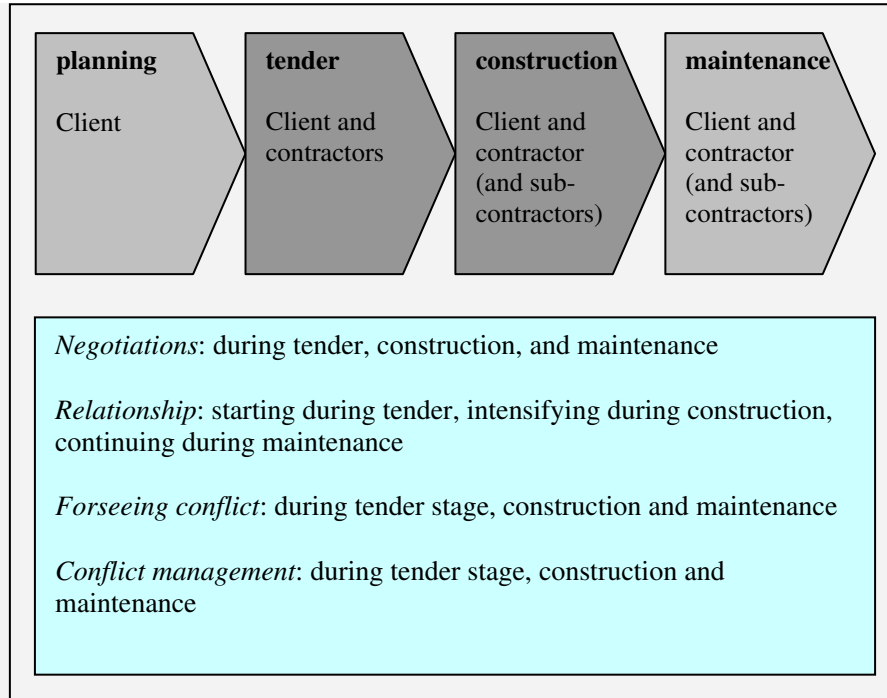 planning
Client
tender
Client and
contractors
construction
Client and
contractor
(and sub-
contractors)
maintenance
Client and
contractor
(and sub-
contractors)
Negotiations: during tender, construction, and maintenance
Relationship: starting during tender, intensifying during construction,
continuing during maintenance
Forseeing conflict: during tender stage, construction and maintenance
Conflict management: during tender stage, construction and
maintenance